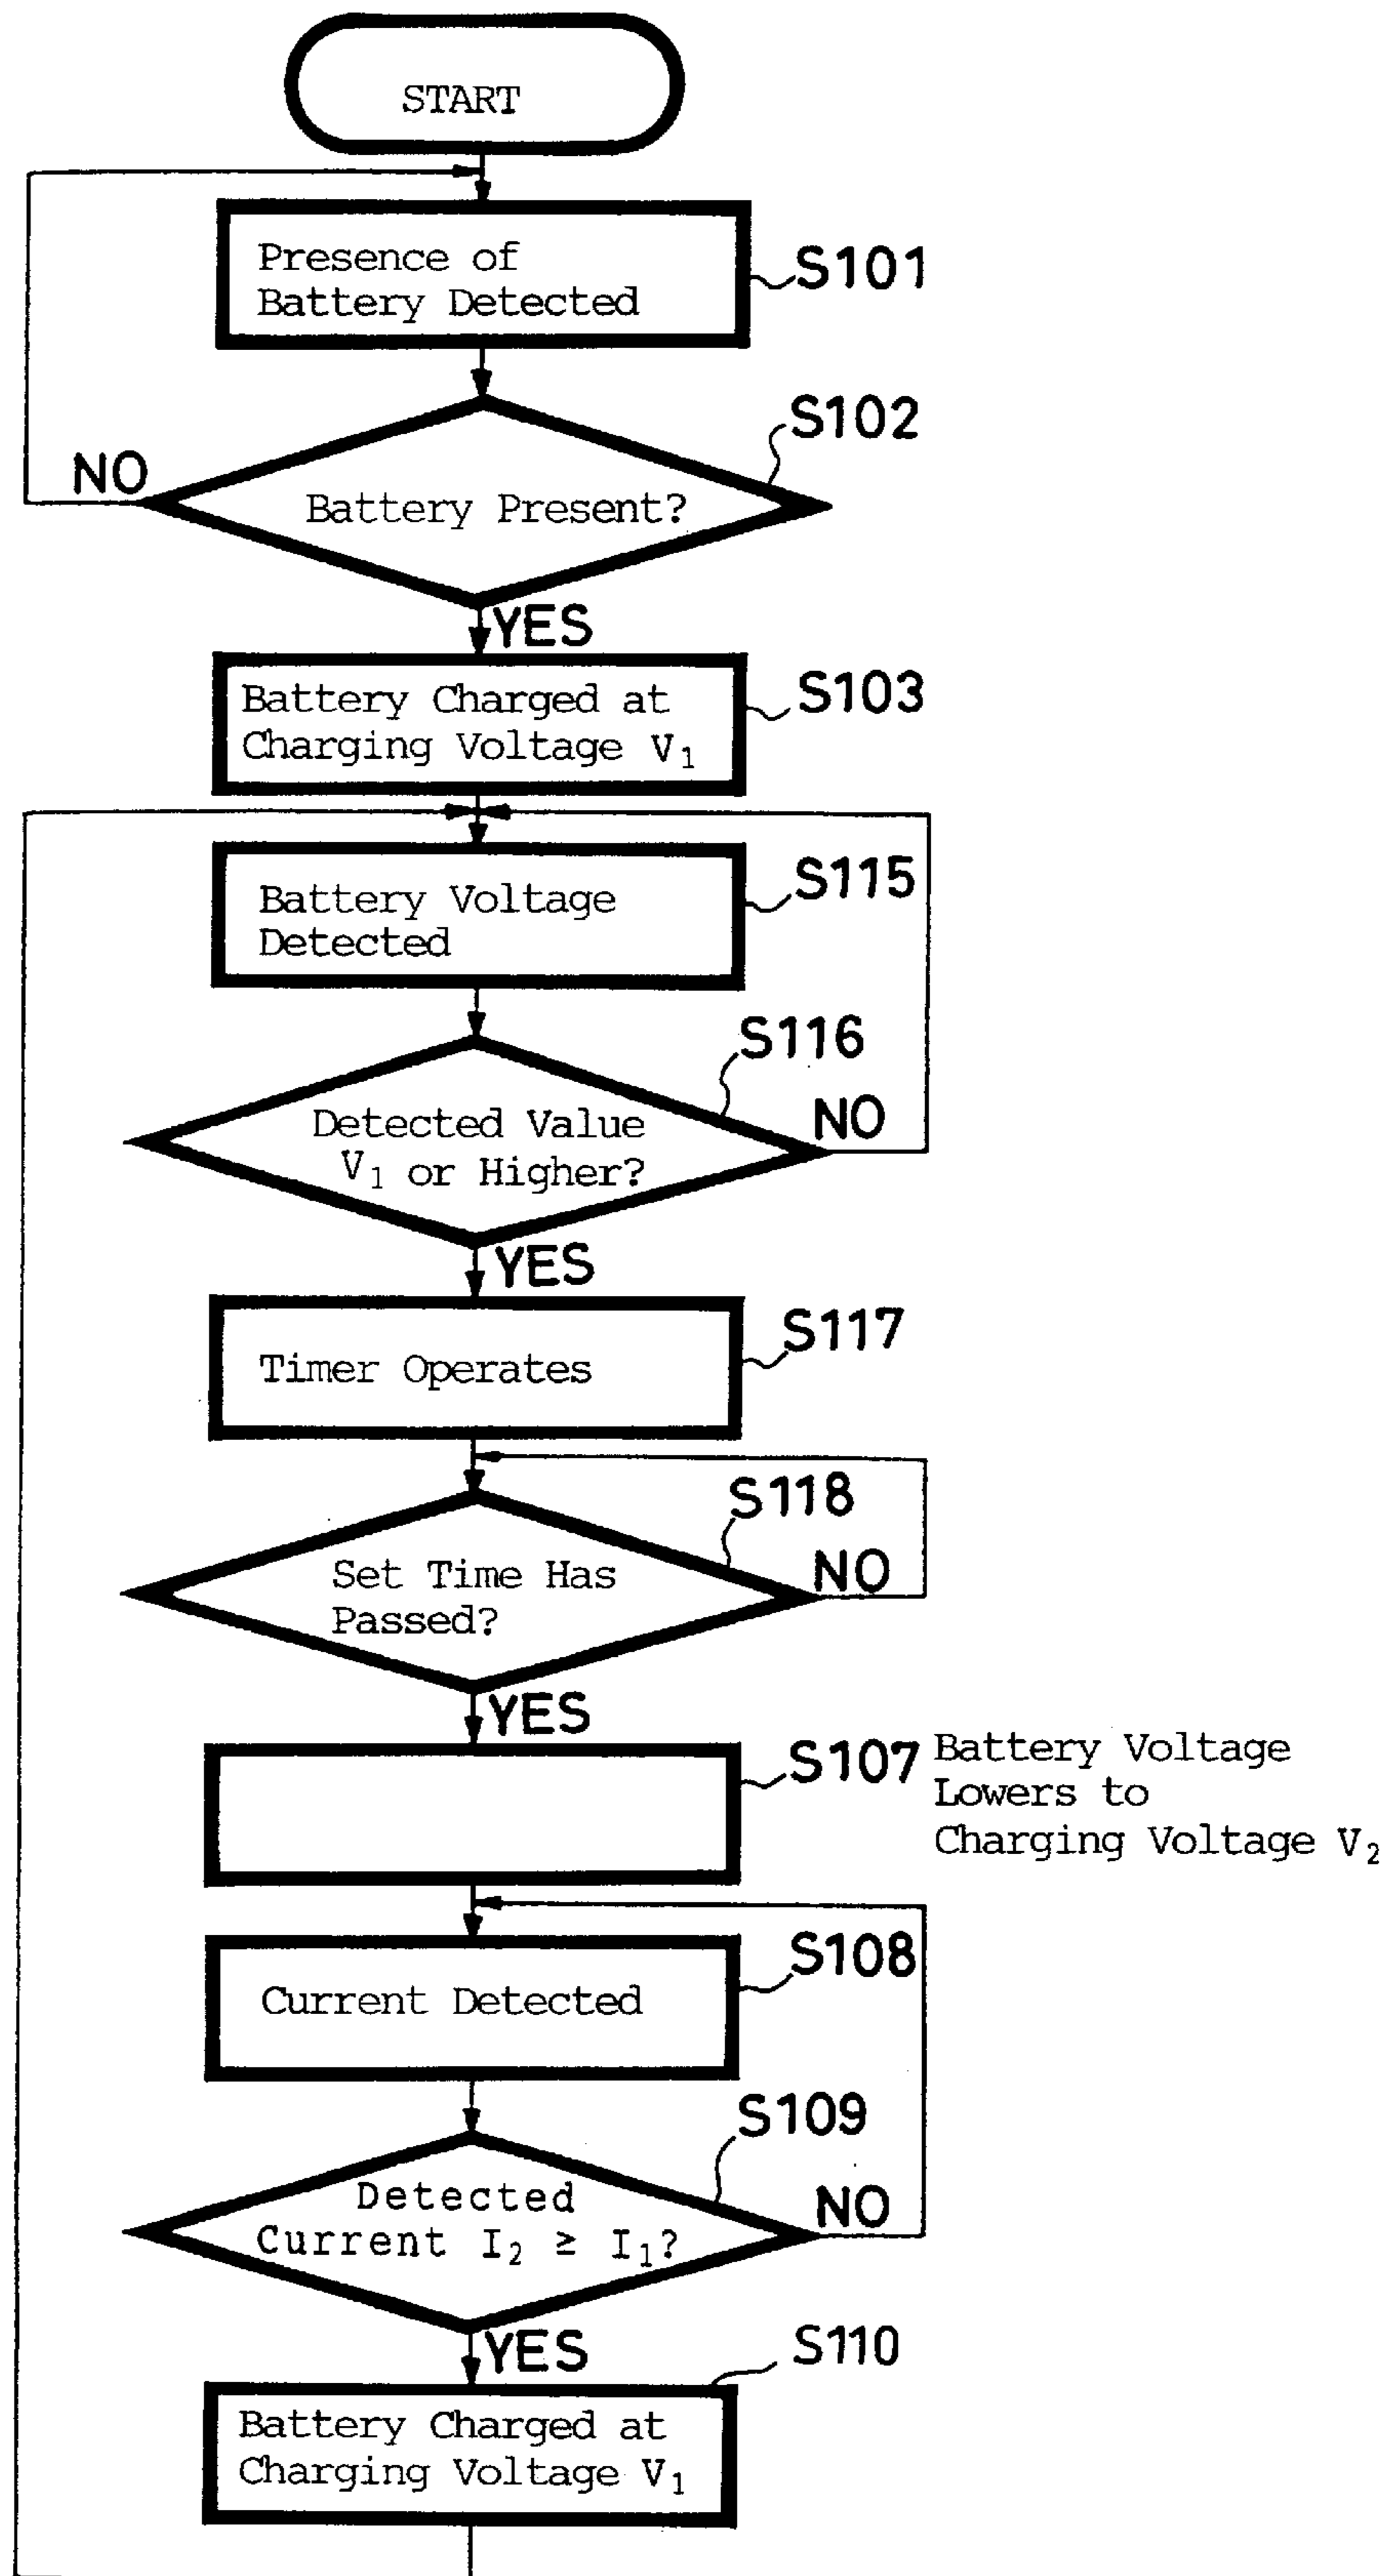 START
Presence of
Battery Detected
S101
S102
NO
Battery Present?
YES
Battery Charged at
Charging Voltage V₁
S103
Battery Voltage
Detected
S115
S116
Detected Value
V₁ or Higher?
NO
YES
Timer Operates
S117
S118
Set Time Has
Passed?
NO
YES
S107
Battery Voltage
Lowers to
Charging Voltage V₂
Current Detected
S108
S109
Detected
Current I₂ ≥ I₁?
NO
YES
S110
Battery Charged at
Charging Voltage V₁